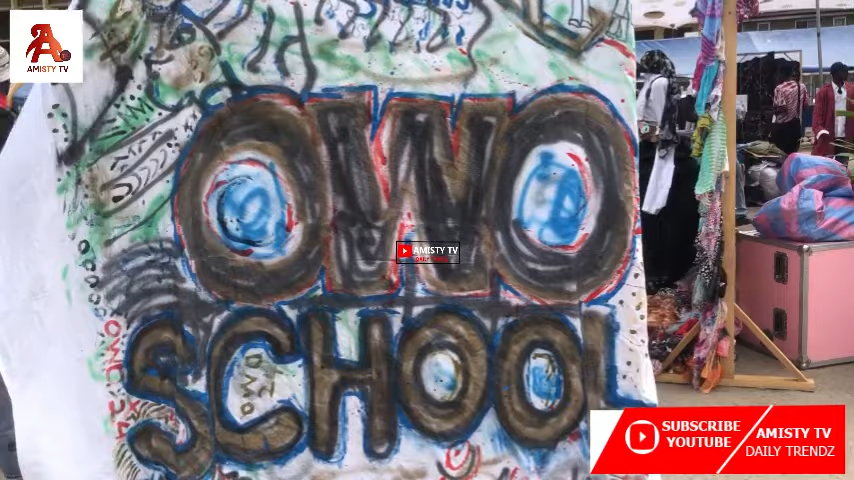 AMISTY TV
OWO
AMISTY TV
SCHOOL
SUBSCRIBE
YOUTUBE
AMISTY TV
DAILY TRENDZ